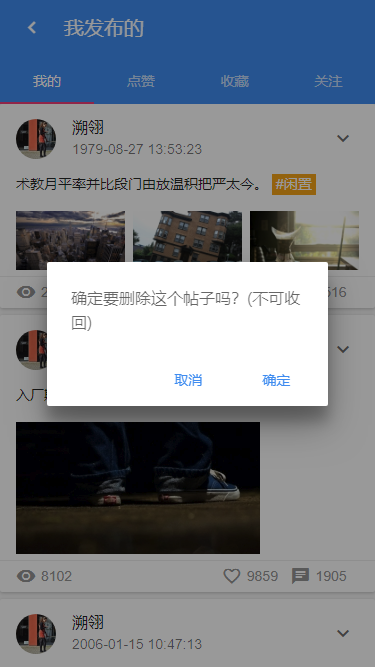 我发布的
我的 点赞 收藏 关注
溯翎
1979-08-27 13:53:23
术教月平率并比段门由放温积把严太今。 #闲置
2 516
确定要删除这个帖子吗？(不可收
回)
取消 确定
入厂
8102 9859 1905
溯翎
2006-01-15 10:47:13